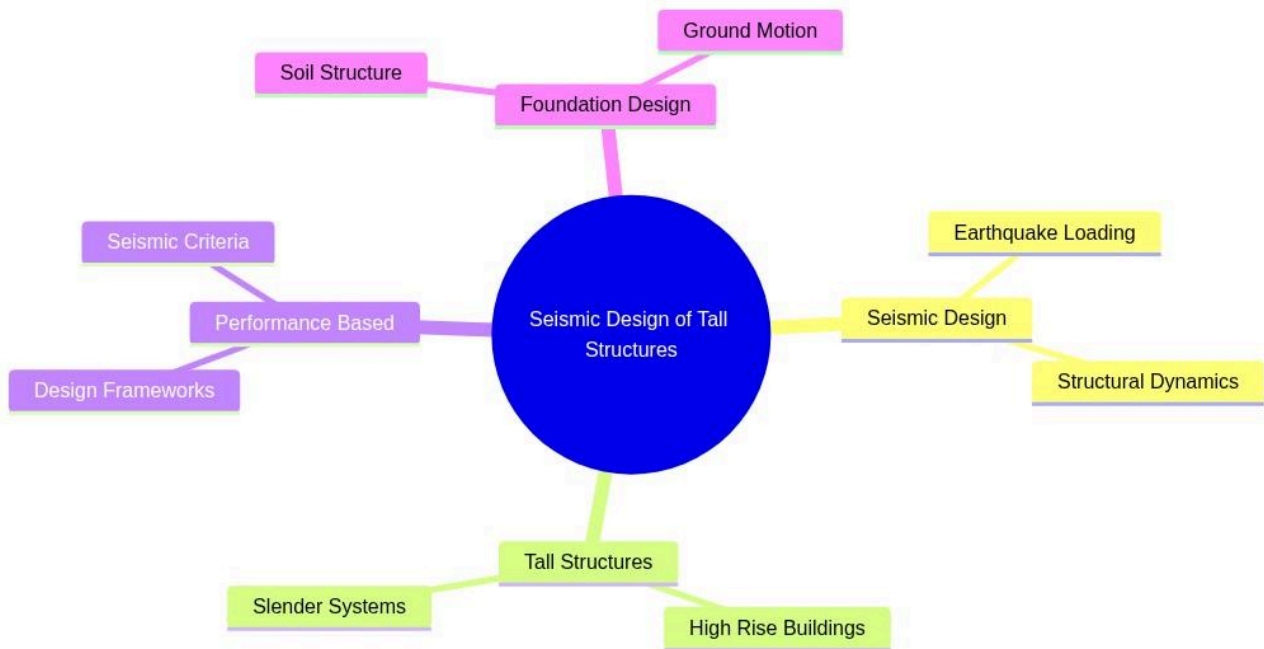 Ground Motion
Soil Structure
Foundation Design
Seismic Criteria
Performance Based
Design Frameworks
Seismic Design of Tall
Structures
Earthquake Loading
Seismic Design
Structural Dynamics
Tall Structures
Slender Systems
High Rise Buildings